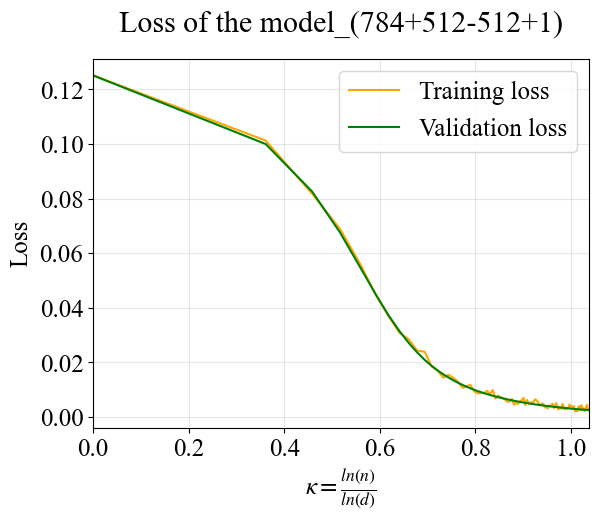 Loss of the model_(784+512-512+1)
0.12
0.10
0.08
0.06
0.04
0.02
0.00
Loss
Training loss
Validation loss
0.0 0.2 0.4 0.6 0.8 1.0
κ = ln(n)/ln(d)